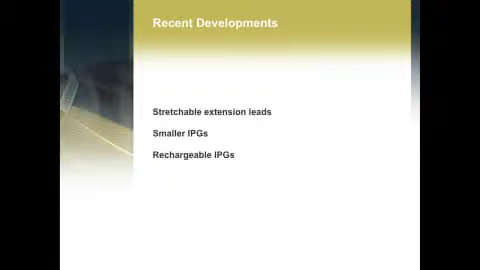 Recent Developments
Stretchable extension leads
Smaller IPGs
Rechargeable IPGs